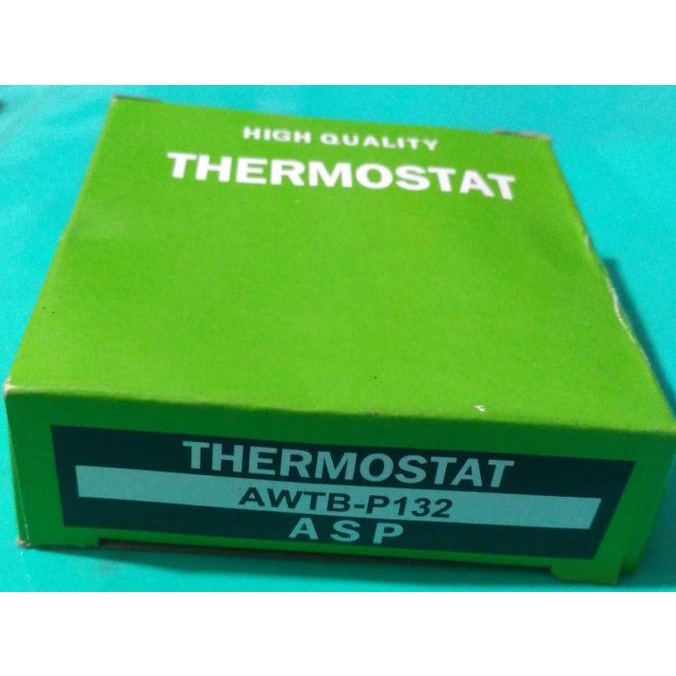 HIGH QUALITY
THERMOSTAT
THERMOSTAT
AWTB-P132
ASP